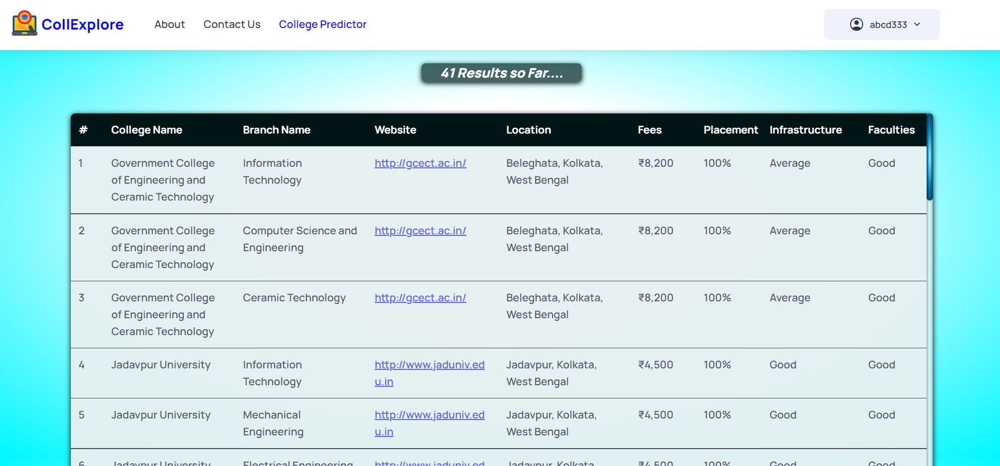 CollExplore
About
Contact Us
College Predictor
abcd333
41 Results so Far....
# College Name Branch Name Website Location Fees Placement Infrastructure Faculties
1 Government College Information http://gcect.ac.in/ Beleghata, Kolkata, ₹8,200 100% Average Good
of Engineering and Technology West Bengal
Ceramic Technology
2 Government College Computer Science and http://gcect.ac.in/ Beleghata, Kolkata, ₹8,200 100% Average Good
of Engineering and Engineering West Bengal
Ceramic Technology
3 Government College Ceramic Technology http://gcect.ac.in/ Beleghata, Kolkata, ₹8,200 100% Average Good
of Engineering and West Bengal
Ceramic Technology
4 Jadavpur University Information http://www.jaduniv.ed Jadavpur, Kolkata, ₹4,500 100% Good Good
Technology u.in West Bengal
5 Jadavpur University Mechanical http://www.jaduniv.ed Jadavpur, Kolkata, ₹4,500 100% Good Good
Engineering u.in West Bengal
6 Jadavpur University Electrical Engineering http://www.jaduniv.ed Jadavpur, Kolkata, ₹4,500 100% Good Good